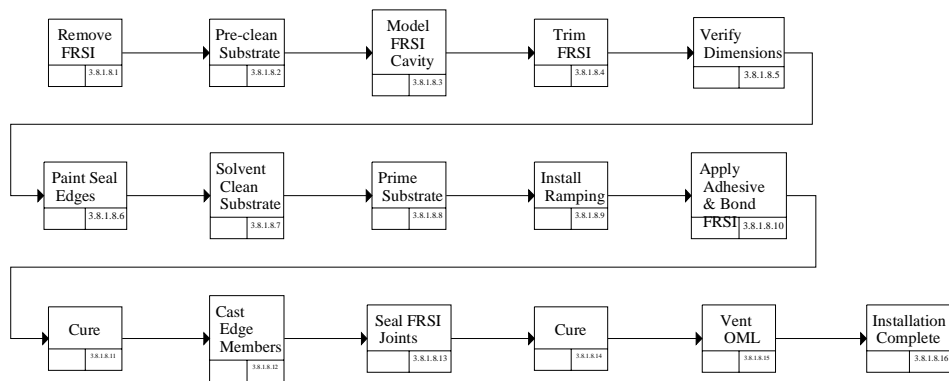 Remove
FRSI
3.8.1.8.1
Pre-clean
Substrate
3.8.1.8.2
Model
FRSI
Cavity
3.8.1.8.3
Trim
FRSI
3.8.1.8.4
Verify
Dimensions
3.8.1.8.5
Paint Seal
Edges
3.8.1.8.6
Solvent
Clean
Substrate
3.8.1.8.7
Prime
Substrate
3.8.1.8.8
Install
Ramping
3.8.1.8.9
Apply
Adhesive
& Bond
FRSI
3.8.1.8.10
Cure
3.8.1.8.11
Cast
Edge
Members
3.8.1.8.12
Seal FRSI
Joints
3.8.1.8.13
Cure
3.8.1.8.14
Vent
OML
3.8.1.8.15
Installation
Complete
3.8.1.8.16